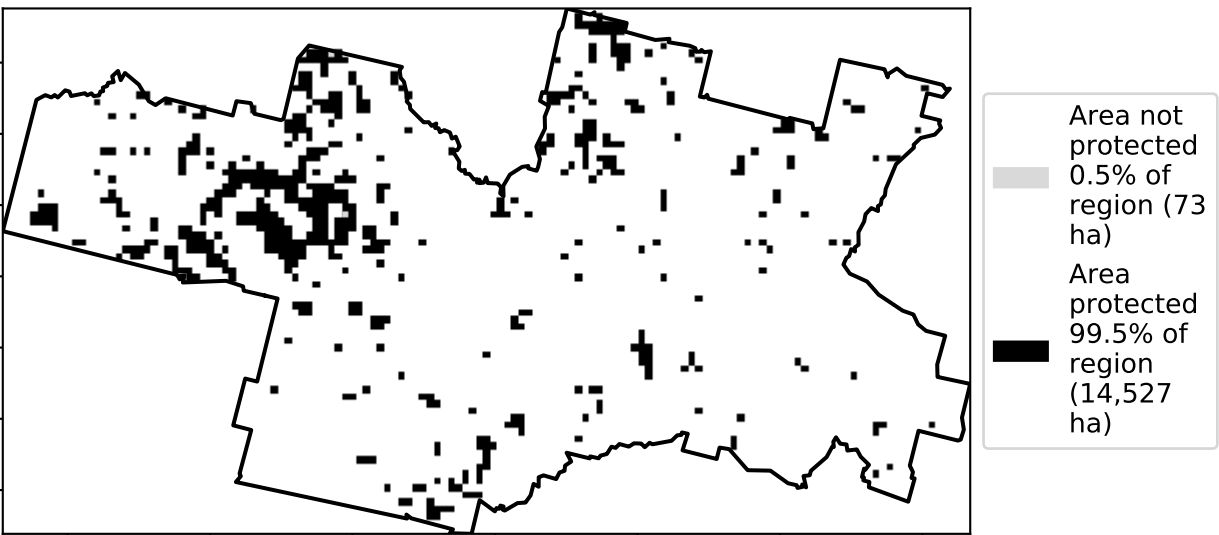 Area not
protected
0.5% of
region (73
ha)
Area
protected
99.5% of
region
(14,527
ha)